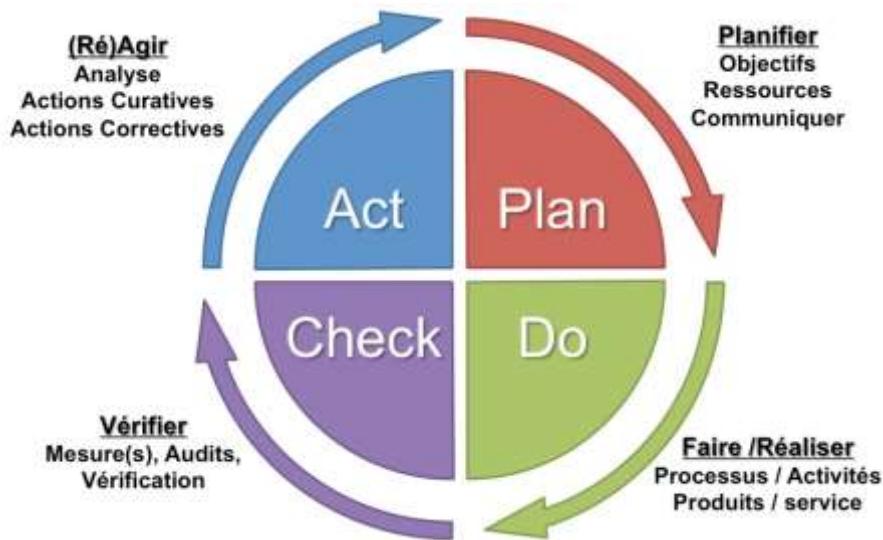 (Ré)Agir
Analyse
Actions Curatives
Actions Correctives
Planifier
Objectifs
Ressources
Communiquer
Act
Plan
Check
Do
Vérifier
Mesure(s), Audits,
Vérification
Faire /Réaliser
Processus / Activités
Produits / service